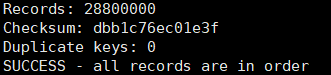 Records: 28800000
Checksum: dbb1c76ec01e3f
Duplicate keys: 0
SUCCESS - all records are in order